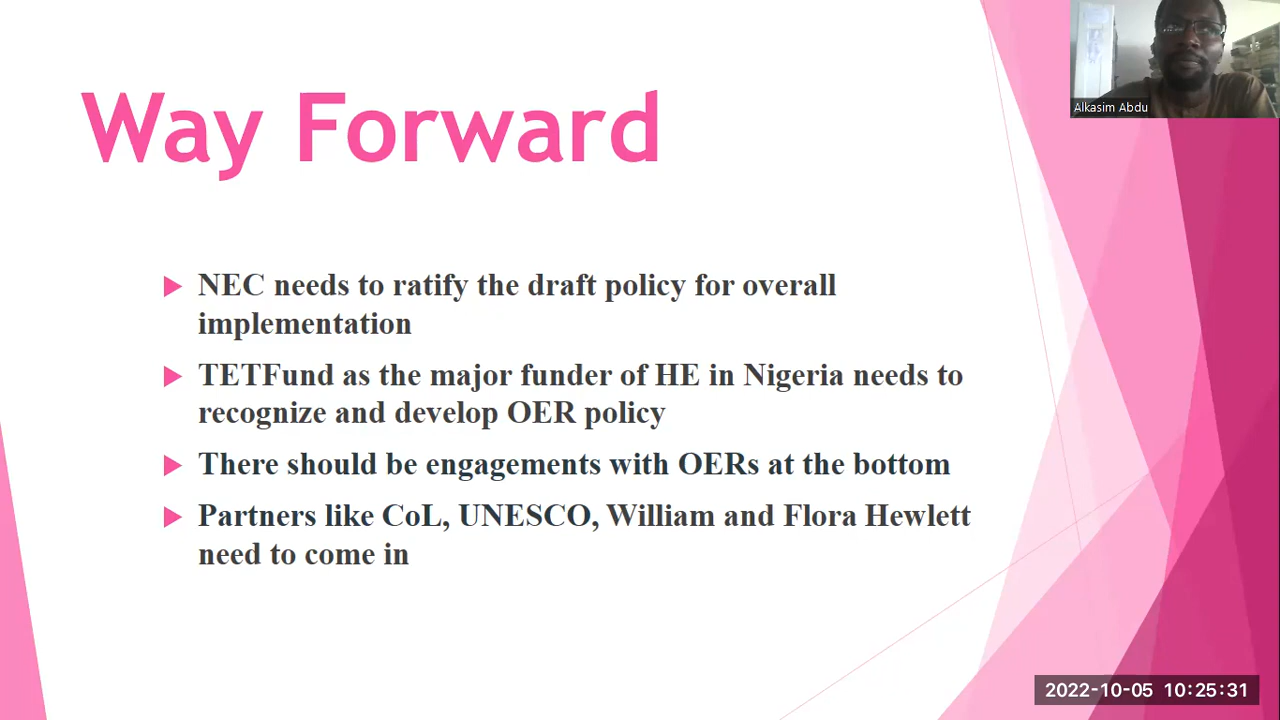 Way Forward
Alkasim Abdu
NEC needs to ratify the draft policy for overall
implementation
TETFund as the major funder of HE in Nigeria needs to
recognize and develop OER policy
There should be engagements with OERs at the bottom
Partners like CoL, UNESCO, William and Flora Hewlett
need to come in
2022-10-05 10:25:31